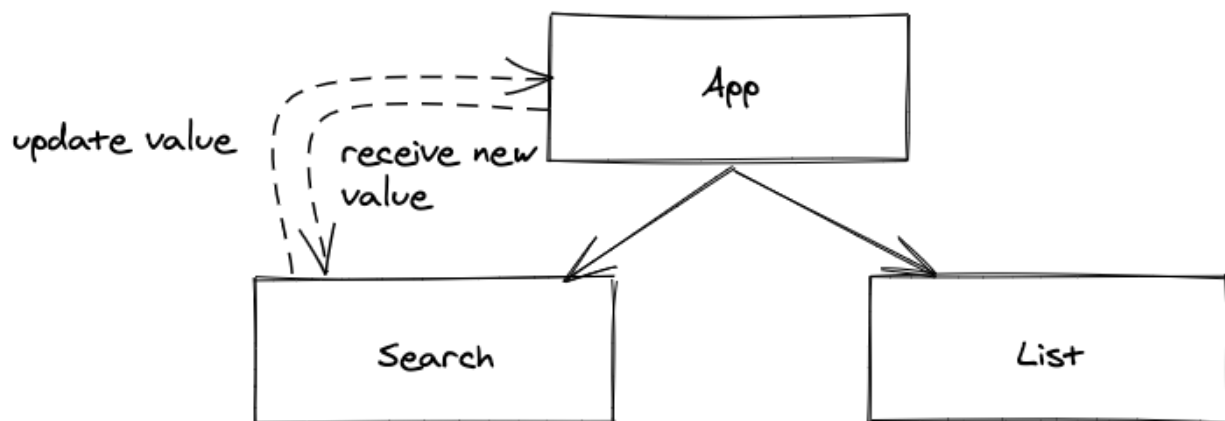 App
update value
receive new
value
Search
List